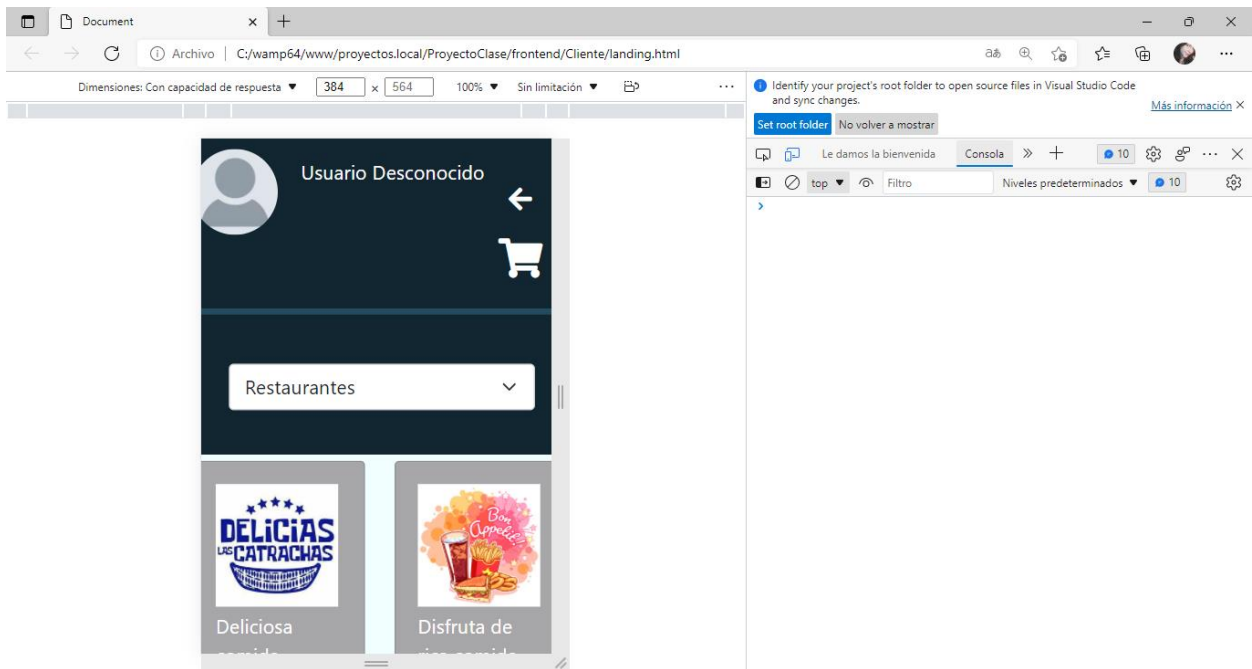 Document
Archivo | C:/wamp64/www/proyectos.local/ProyectoClase/frontend/Cliente/landing.html
Dimensiones: Con capacidad de respuesta ▼ 384 x 564 100% ▼ Sin limitación ▼
Identify your project's root folder to open source files in Visual Studio Code
and sync changes.
Más información
Set root folder No volver a mostrar
Le damos la bienvenida Consola 10
top ▼ Filtro Niveles predeterminados ▼ 10
Usuario Desconocido
Restaurantes
DELICIAS
LAS CATRACHAS
Deliciosa
comida
Bon
Appetit!!
Disfruta de
rica comida